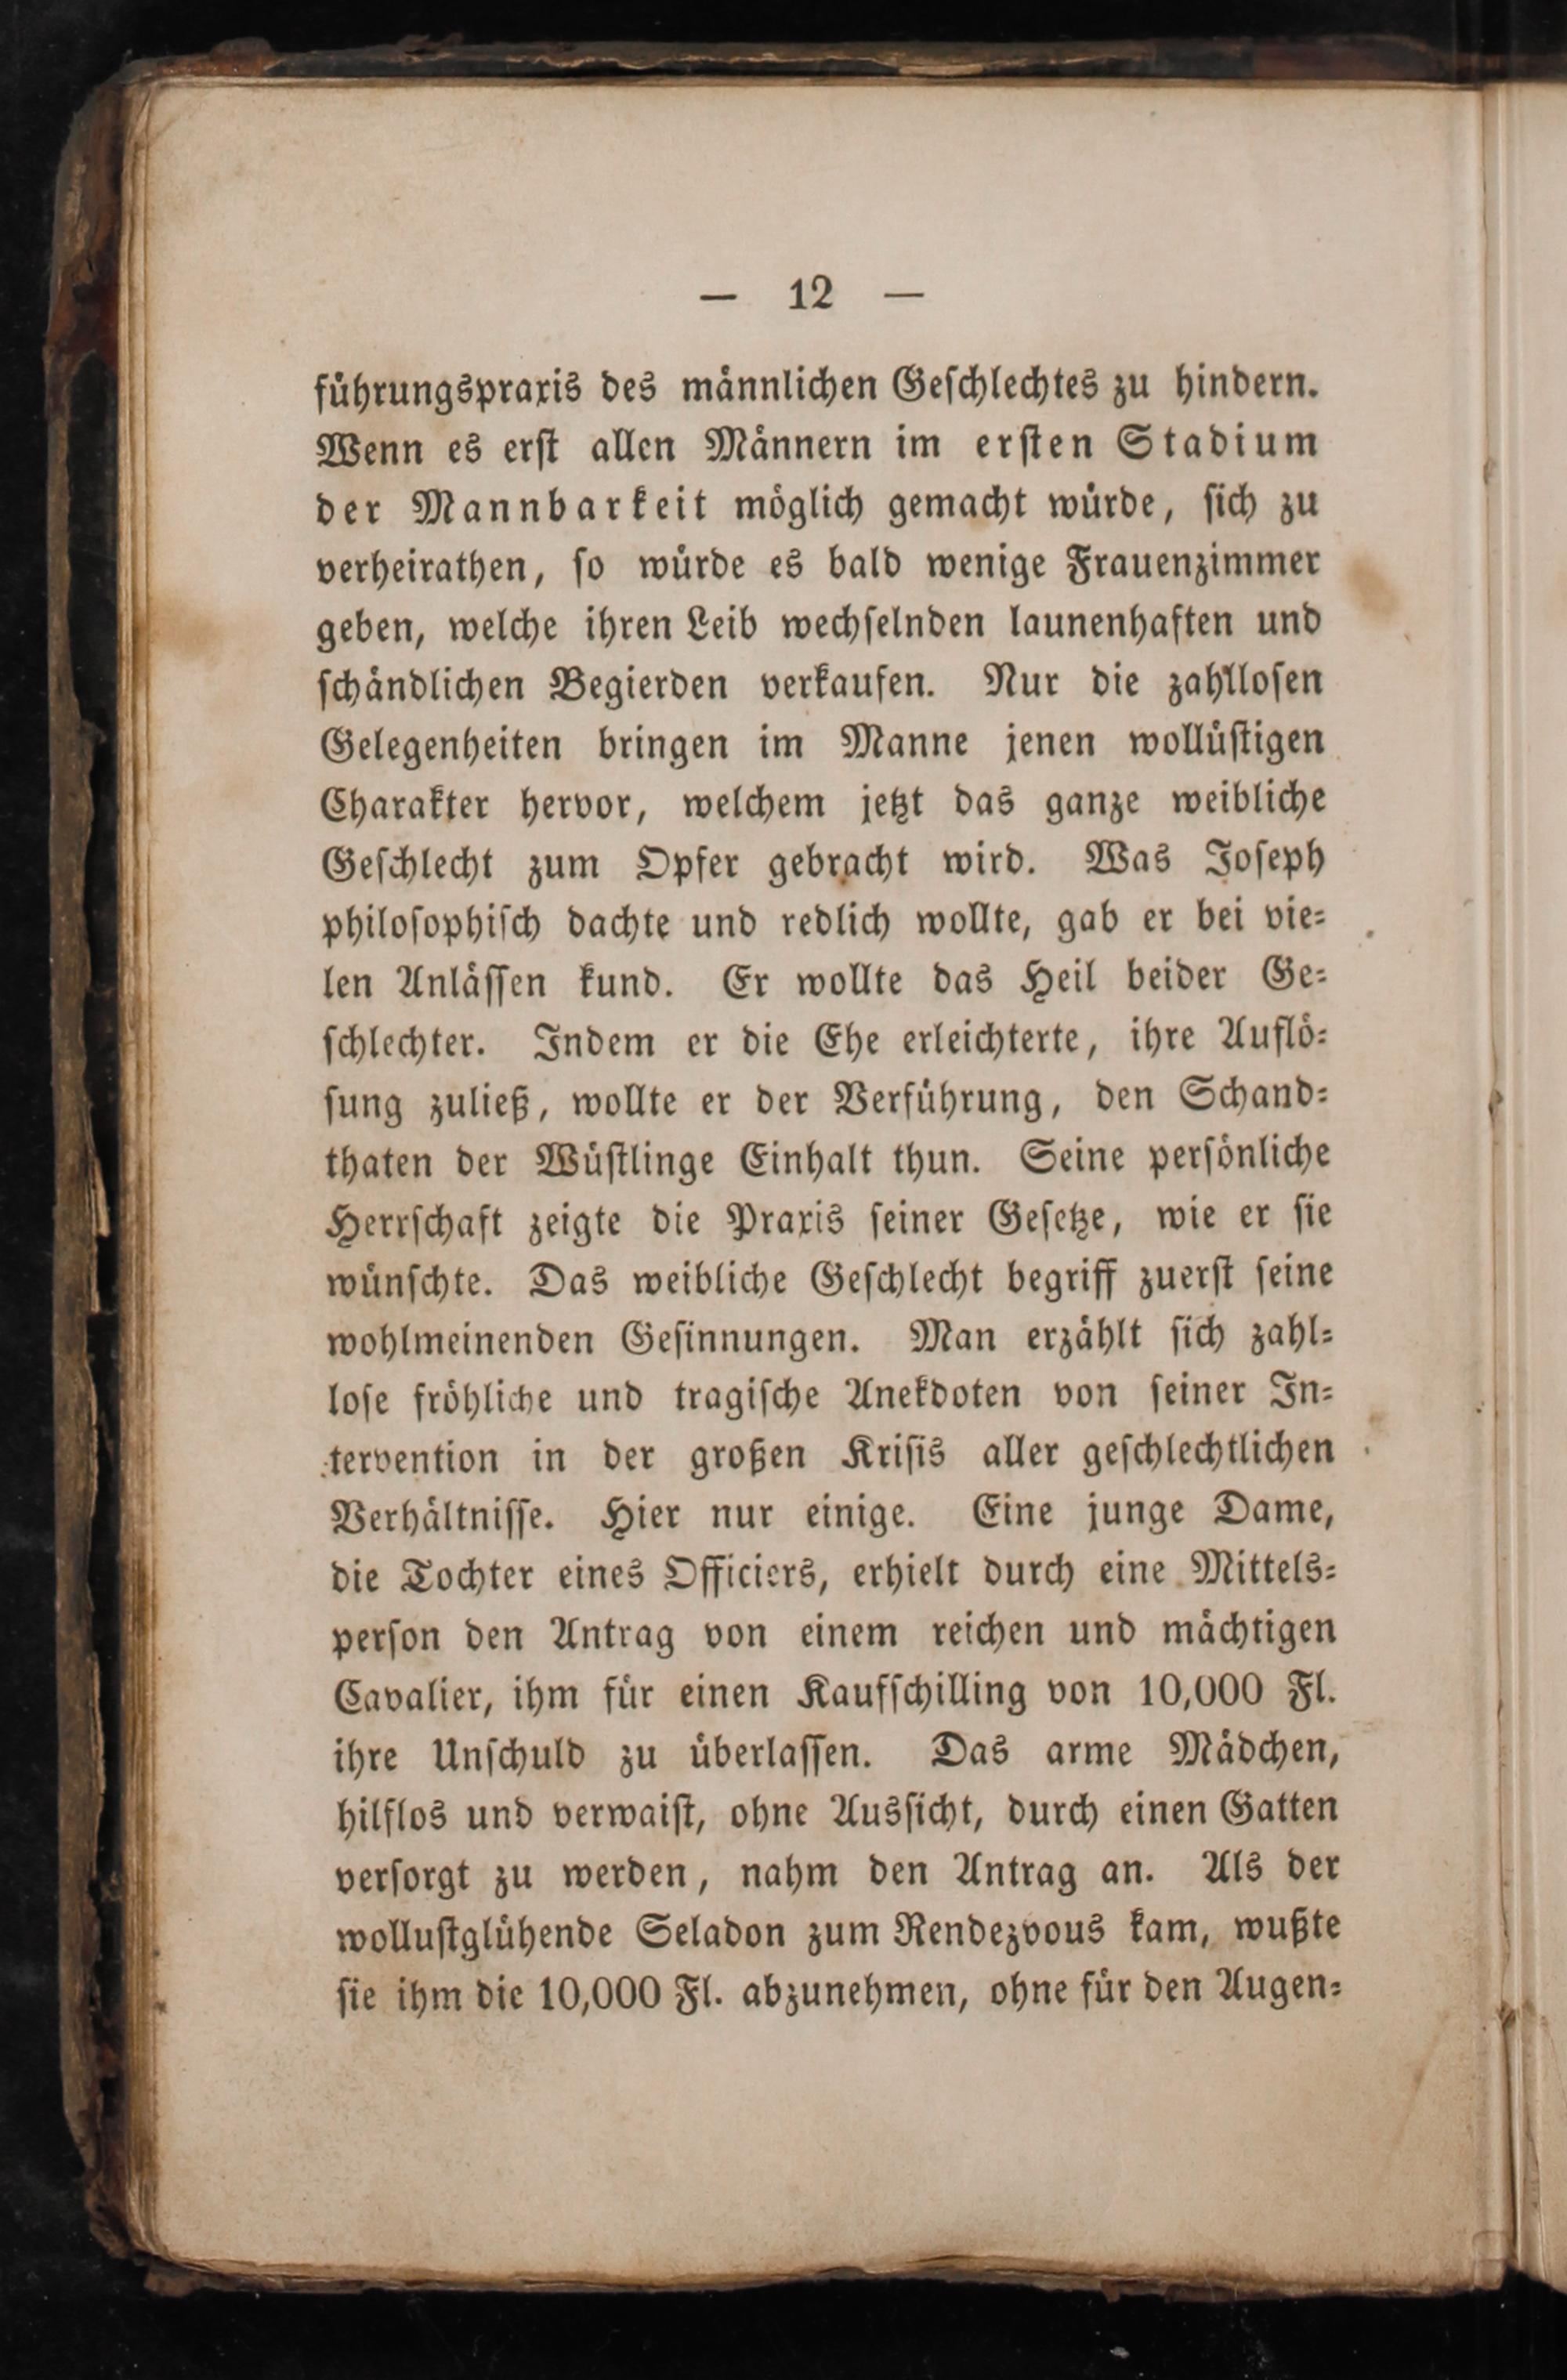 — 12 —
führungspraxis des männlichen Geschlechtes zu hindern.
Wenn es erst allen Männern im ersten Stadium
der Mannbarkeit möglich gemacht würde, sich zu
verheirathen, so würde es bald wenige Frauenzimmer
geben, welche ihren Leib wechselnden launenhaften und
schändlichen Begierden verkaufen. Nur die zahllosen
Gelegenheiten bringen im Manne jenen wollüstigen
Charakter hervor, welchem jetzt das ganze weibliche
Geschlecht zum Opfer gebracht wird. Was Joseph
philosophisch dachte und redlich wollte, gab er bei vie-
len Anlässen kund. Er wollte das Heil beider Ge-
schlechter. Indem er die Ehe erleichterte, ihre Auflö-
sung zuließ, wollte er der Verführung, den Schand-
thaten der Wüstlinge Einhalt thun. Seine persönliche
Herrschaft zeigte die Praxis seiner Gesetze, wie er sie
wünschte. Das weibliche Geschlecht begriff zuerst seine
wohlmeinenden Gesinnungen. Man erzählt sich zahl-
lose fröhliche und tragische Anekdoten von seiner In-
tervention in der großen Krisis aller geschlechtlichen
Verhältnisse. Hier nur einige. Eine junge Dame,
die Tochter eines Officiers, erhielt durch eine Mittels-
person den Antrag von einem reichen und mächtigen
Cavalier, ihm für einen Kaufschilling von 10,000 Fl.
ihre Unschuld zu überlassen. Das arme Mädchen,
hilflos und verwaist, ohne Aussicht, durch einen Gatten
versorgt zu werden, nahm den Antrag an. Als der
wollustglühende Seladon zum Rendezvous kam, wußte
sie ihm die 10,000 Fl. abzunehmen, ohne für den Augen-